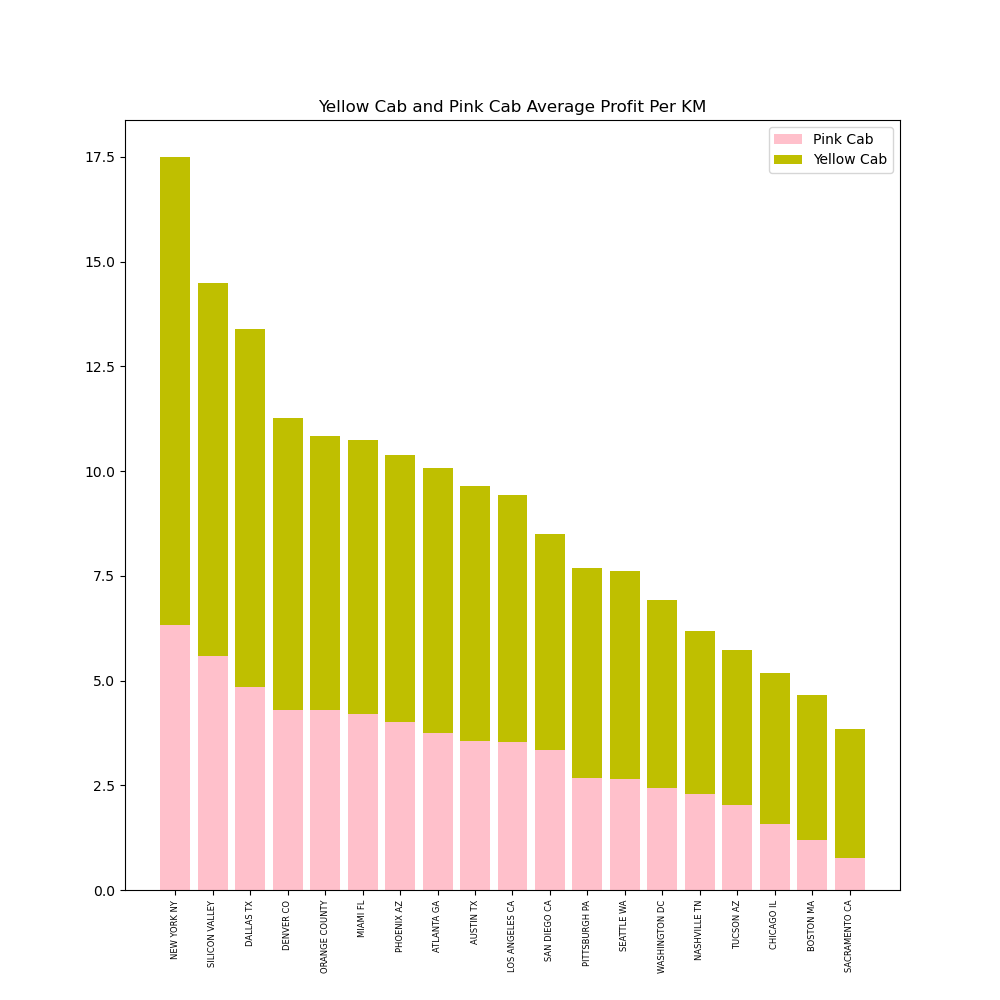 Yellow Cab and Pink Cab Average Profit Per KM
Pink Cab
Yellow Cab
17.5
15.0
12.5
10.0
7.5
5.0
2.5
0.0
NEW YORK NY
SILICON VALLEY
DALLAS TX
DENVER CO
ORANGE COUNTY
MIAMI FL
PHOENIX AZ
ATLANTA GA
AUSTIN TX
LOS ANGELES CA
SAN DIEGO CA
PITTSBURGH PA
SEATTLE WA
WASHINGTON DC
NASHVILLE TN
TUCSON AZ
CHICAGO IL
BOSTON MA
SACRAMENTO CA